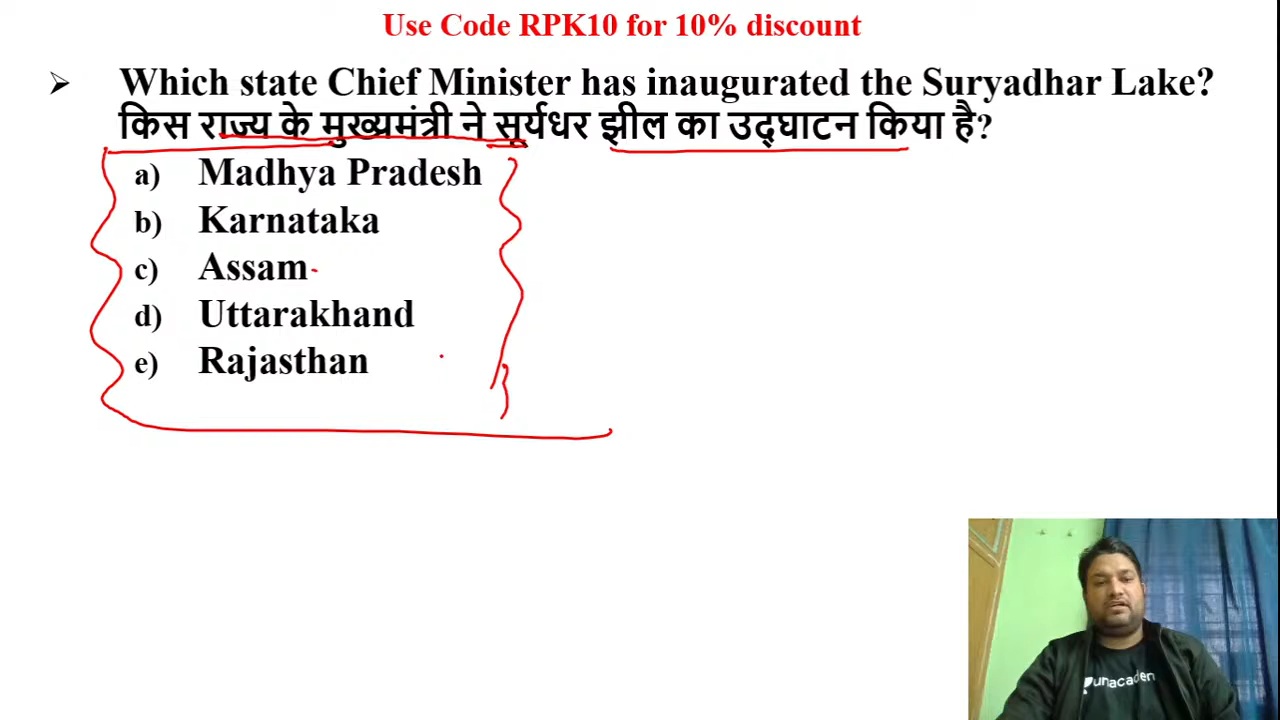 Use Code RPK10 for 10% discount
➢ Which state Chief Minister has inaugurated the Suryadhar Lake?
किस राज्य के मुख्यमंत्री ने सूर्यधर झील का उद्घाटन किया है?
a) Madhya Pradesh
b) Karnataka
c) Assam
d) Uttarakhand
e) Rajasthan
unacadem